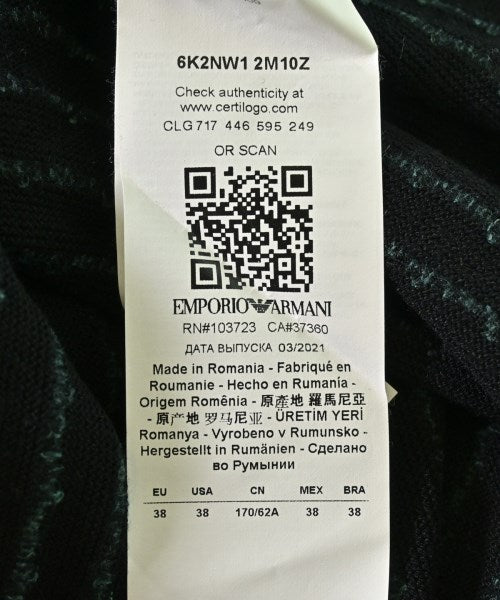 6K2NW1 2M10Z
Check authenticity at
www.certilogo.com
CLG 717 446 595 249
OR SCAN
EMPORIO ARMANI
RN#103723 CA#37360
ДАТА ВЫПУСКА 03/2021
Made in Romania - Fabriqué en
Roumanie - Hecho en Rumanía -
Origem Romênia - 原產地 羅馬尼亞
- 原产地 罗马尼亚 - ÜRETİM YERİ
Romanya - Vyrobeno v Rumunsko -
Hergestellt in Rumänien - Сделано
во Румынии
EU USA CN MEX BRA
38 38 170/62A 38 38